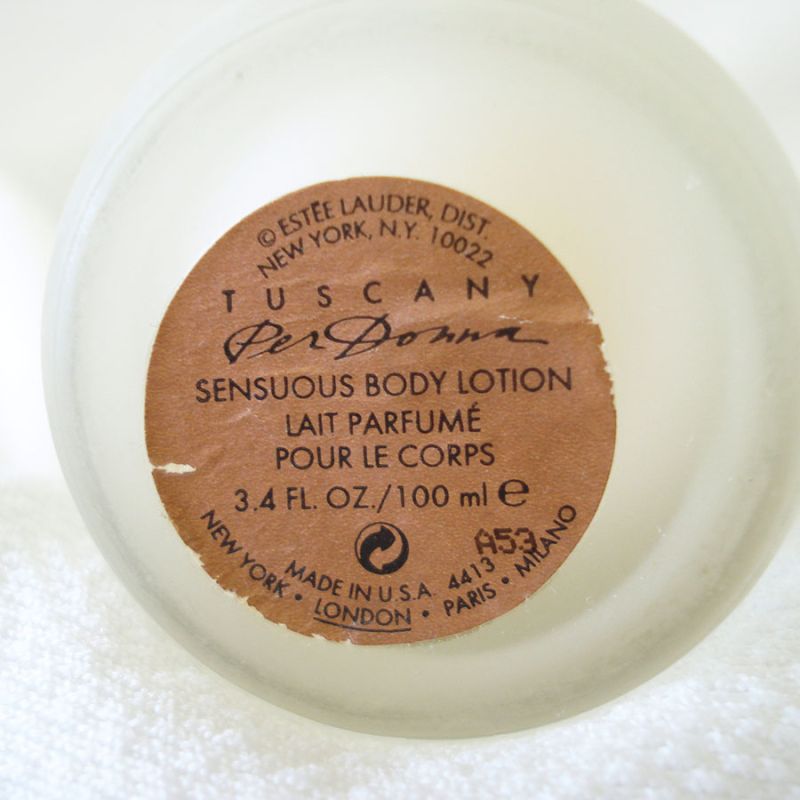 © ESTÉE LAUDER, DIST.
NEW YORK, N.Y. 10022
TUSCANY
Per Donna
SENSUOUS BODY LOTION
LAIT PARFUMÉ
POUR LE CORPS
3.4 FL. OZ./100 ml e
A53
MADE IN U.S.A. 4413
NEW YORK • LONDON • PARIS • MILANO